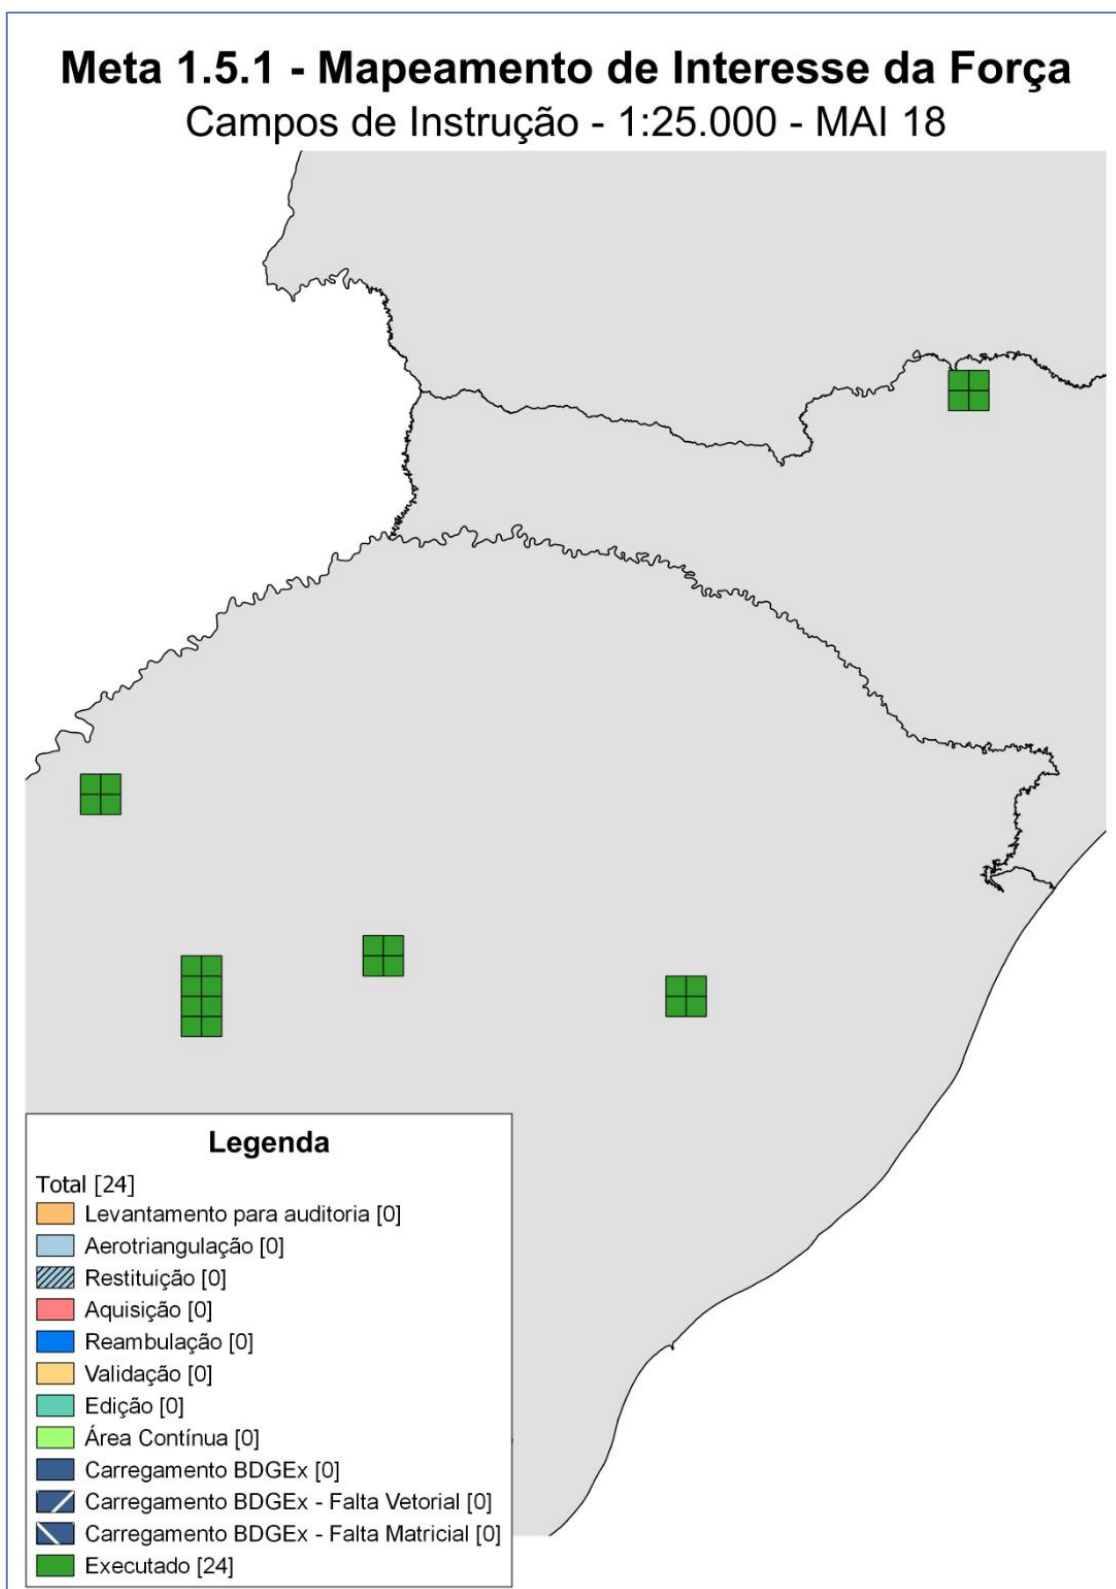 Meta 1.5.1 - Mapeamento de Interesse da Força
Campos de Instrução - 1:25.000 - MAI 18
Legenda
Total [24]
Levantamento para auditoria [0]
Aerotriangulação [0]
Restituição [0]
Aquisição [0]
Reambulação [0]
Validação [0]
Edição [0]
Área Contínua [0]
Carregamento BDGEx [0]
Carregamento BDGEx - Falta Vetorial [0]
Carregamento BDGEx - Falta Matricial [0]
Executado [24]